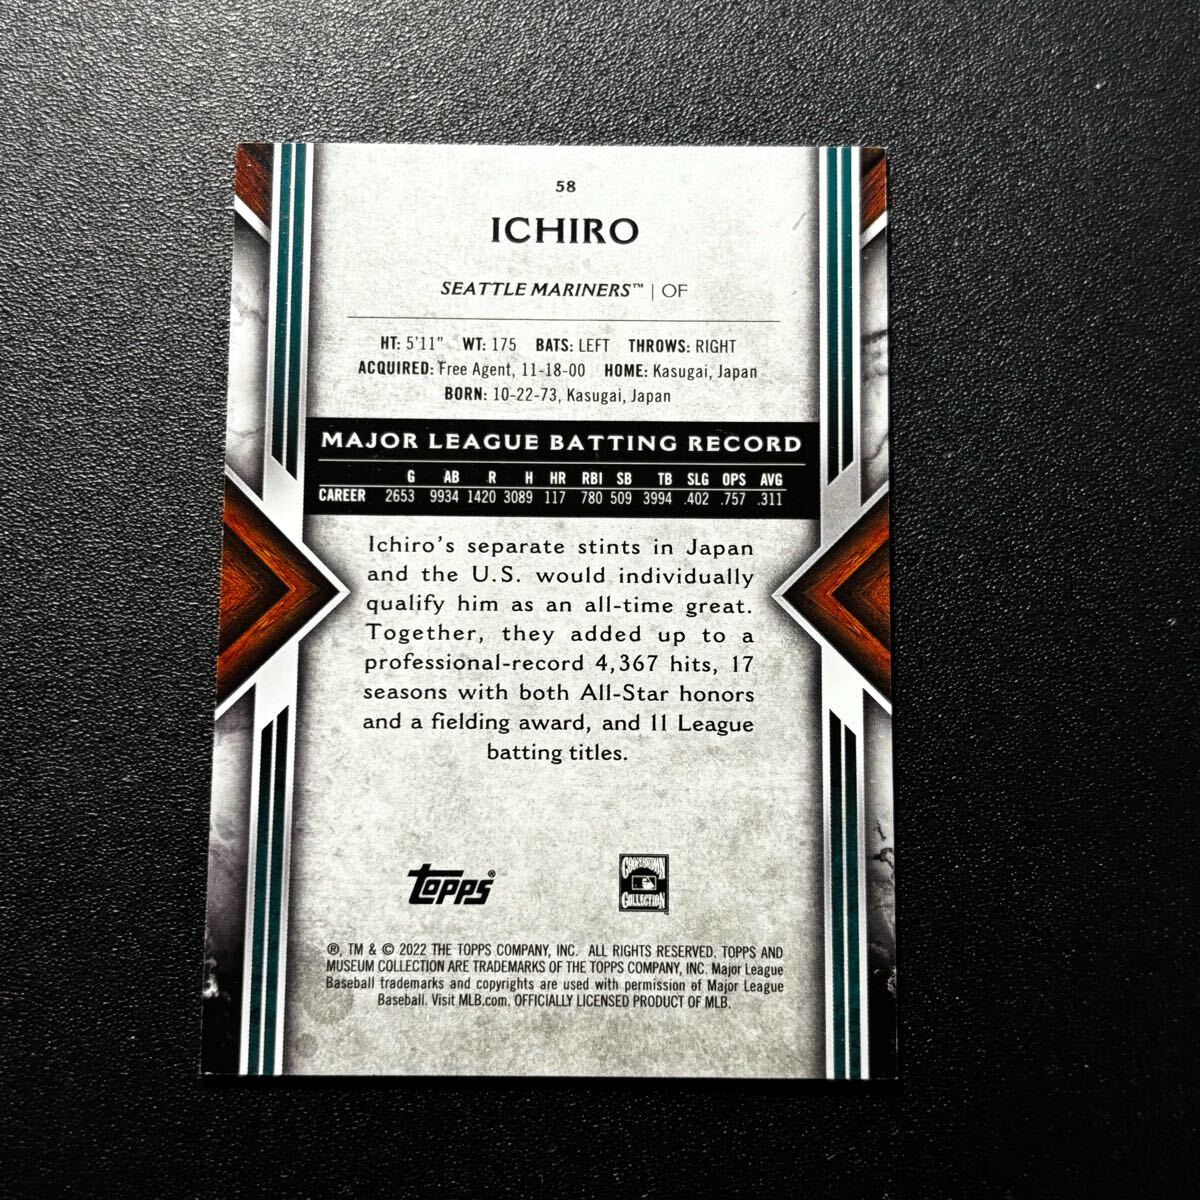 58
ICHIRO
SEATTLE MARINERS™ | OF
HT: 5'11" WT: 175 BATS: LEFT THROWS: RIGHT
ACQUIRED: Free Agent, 11-18-00 HOME: Kasugai, Japan
BORN: 10-22-73, Kasugai, Japan
MAJOR LEAGUE BATTING RECORD
G AB R H HR RBI SB TB SLG OPS AVG
CAREER 2653 9934 1420 3089 117 780 509 3994 .402 .757 .311
Ichiro's separate stints in Japan
and the U.S. would individually
qualify him as an all-time great.
Together, they added up to a
professional-record 4,367 hits, 17
seasons with both All-Star honors
and a fielding award, and 11 League
batting titles.
topps®
COOPERSTOWN
COLLECTION
®, TM & © 2022 THE TOPPS COMPANY, INC. ALL RIGHTS RESERVED. TOPPS AND
MUSEUM COLLECTION ARE TRADEMARKS OF THE TOPPS COMPANY, INC. Major League
Baseball trademarks and copyrights are used with permission of Major League
Baseball. Visit MLB.com. OFFICIALLY LICENSED PRODUCT OF MLB.